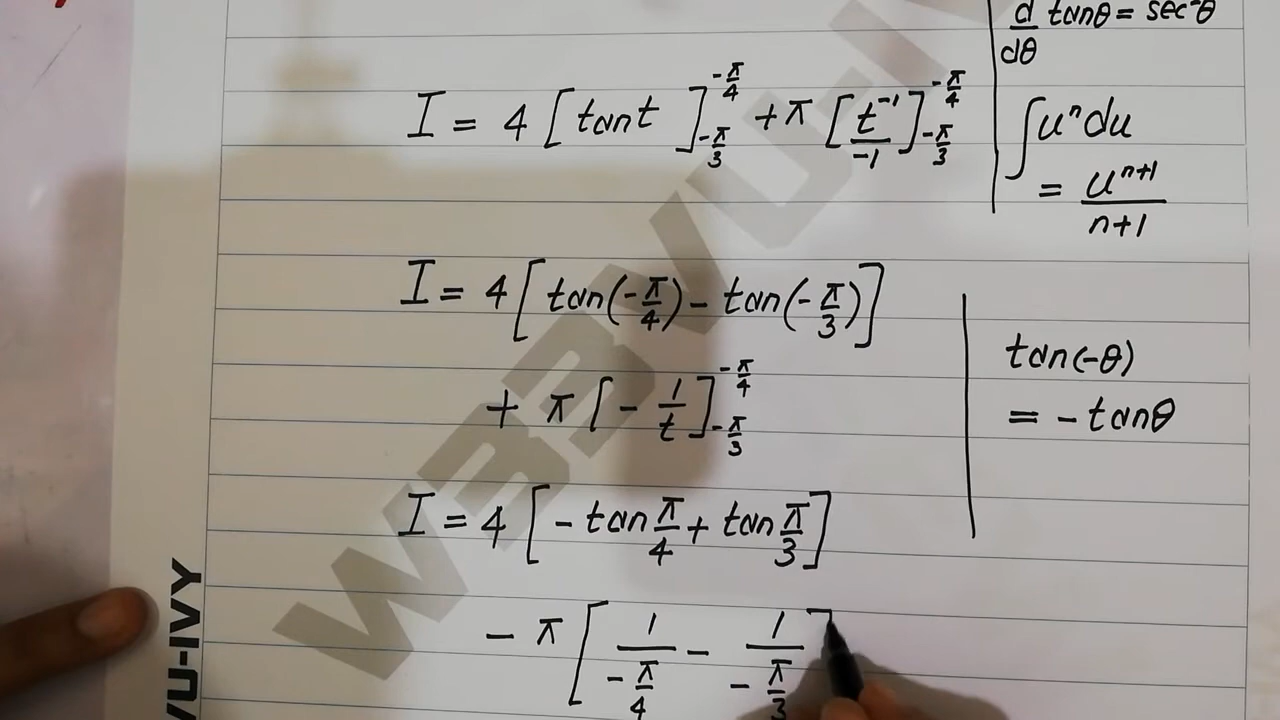 d/dθ tanθ = sec²θ
I = 4 [tan t]_{-π/3}^{-π/4} + π [t⁻¹/-1]_{-π/3}^{-π/4}
∫uⁿdu
= uⁿ⁺¹/n+1
I = 4 [tan(-π/4) - tan(-π/3)]
+ π [- 1/t]_{-π/3}^{-π/4}
tan(-θ)
= - tanθ
I = 4 [- tan π/4 + tan π/3]
- π [1/-π/4 - 1/-π/3]
VU-IVY